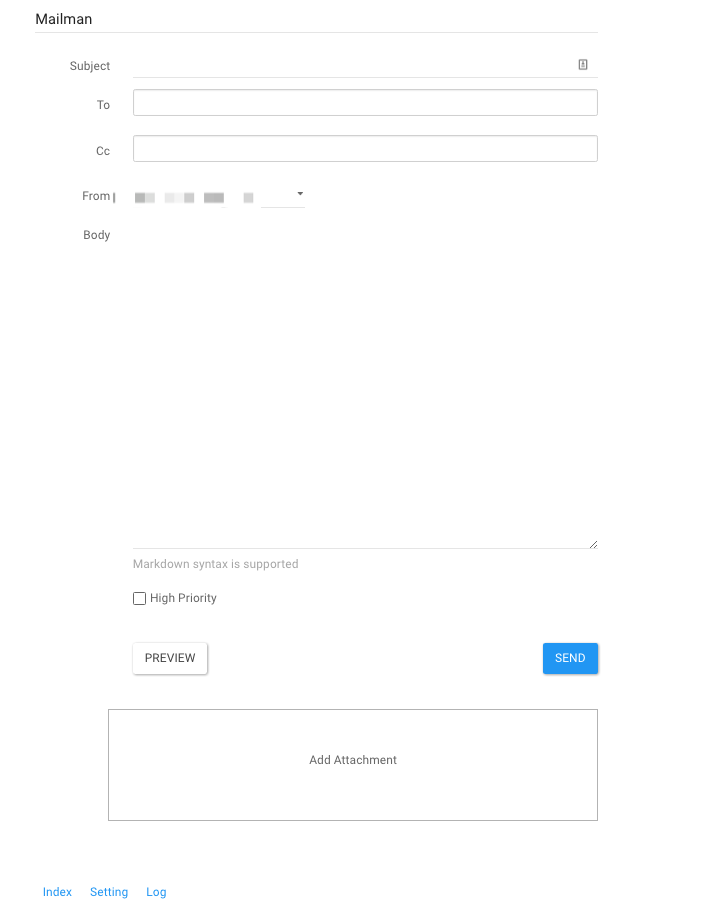 Mailman
Subject
To
Cc
From
Body
Markdown syntax is supported
High Priority
PREVIEW
SEND
Add Attachment
Index Setting Log